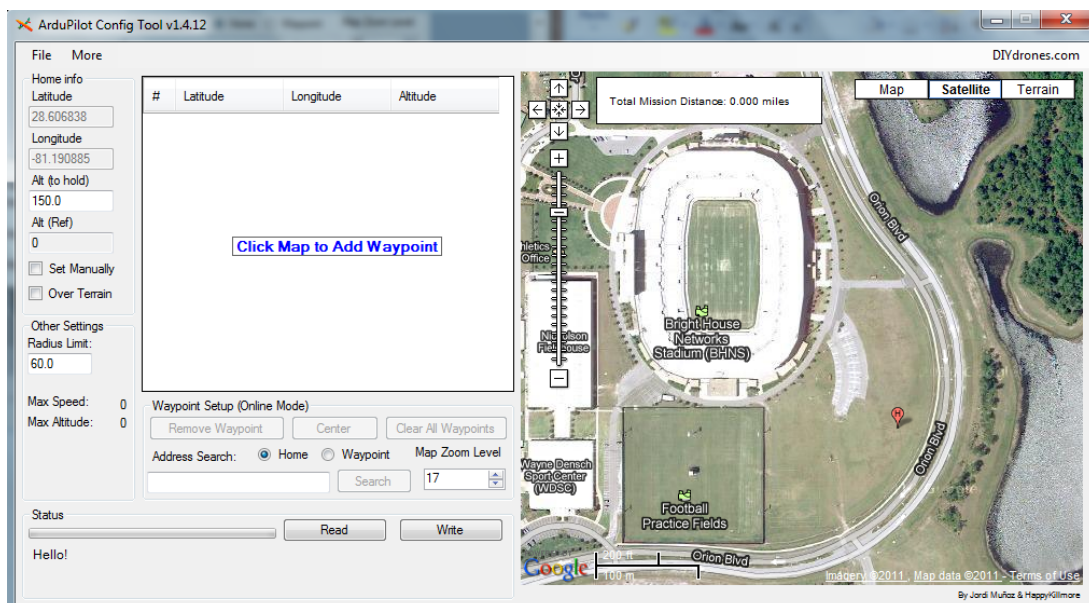 ArduPilot Config Tool v1.4.12
File More
DIYdrones.com
Home info
Latitude
28.606838
Longitude
-81.190885
Alt (to hold)
150.0
Alt (Ref)
0
Set Manually
Over Terrain
Other Settings
Radius Limit:
60.0
Max Speed: 0
Max Altitude: 0
# Latitude Longitude Altitude
Click Map to Add Waypoint
Waypoint Setup (Online Mode)
Remove Waypoint Center Clear All Waypoints
Address Search: Home Waypoint Map Zoom Level
Search 17
Status
Read Write
Hello!
Total Mission Distance: 0.000 miles
Map Satellite Terrain
Orion Blvd
hletics
Office
Bright House
Networks
Stadium (BHNS)
H
Orion Blvd
Wayne Densch
Sport Center
(WDSC)
Football
Practice Fields
Orion Blvd
200 ft
100 m
Google
Imagery ©2011 , Map data ©2011 - Terms of Use
By Jordi Muñoz & HappyKillmore